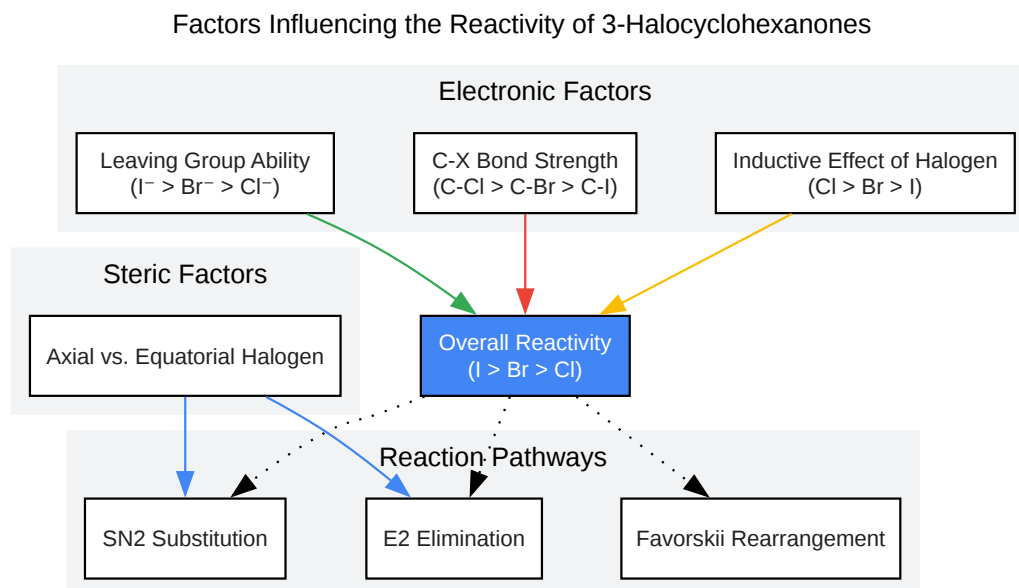 Factors Influencing the Reactivity of 3-Halocyclohexanones
Electronic Factors
Leaving Group Ability
(I⁻ > Br⁻ > Cl⁻)
C-X Bond Strength
(C-Cl > C-Br > C-I)
Inductive Effect of Halogen
(Cl > Br > I)
Steric Factors
Axial vs. Equatorial Halogen
Overall Reactivity
(I > Br > Cl)
Reaction Pathways
SN2 Substitution
E2 Elimination
Favorskii Rearrangement